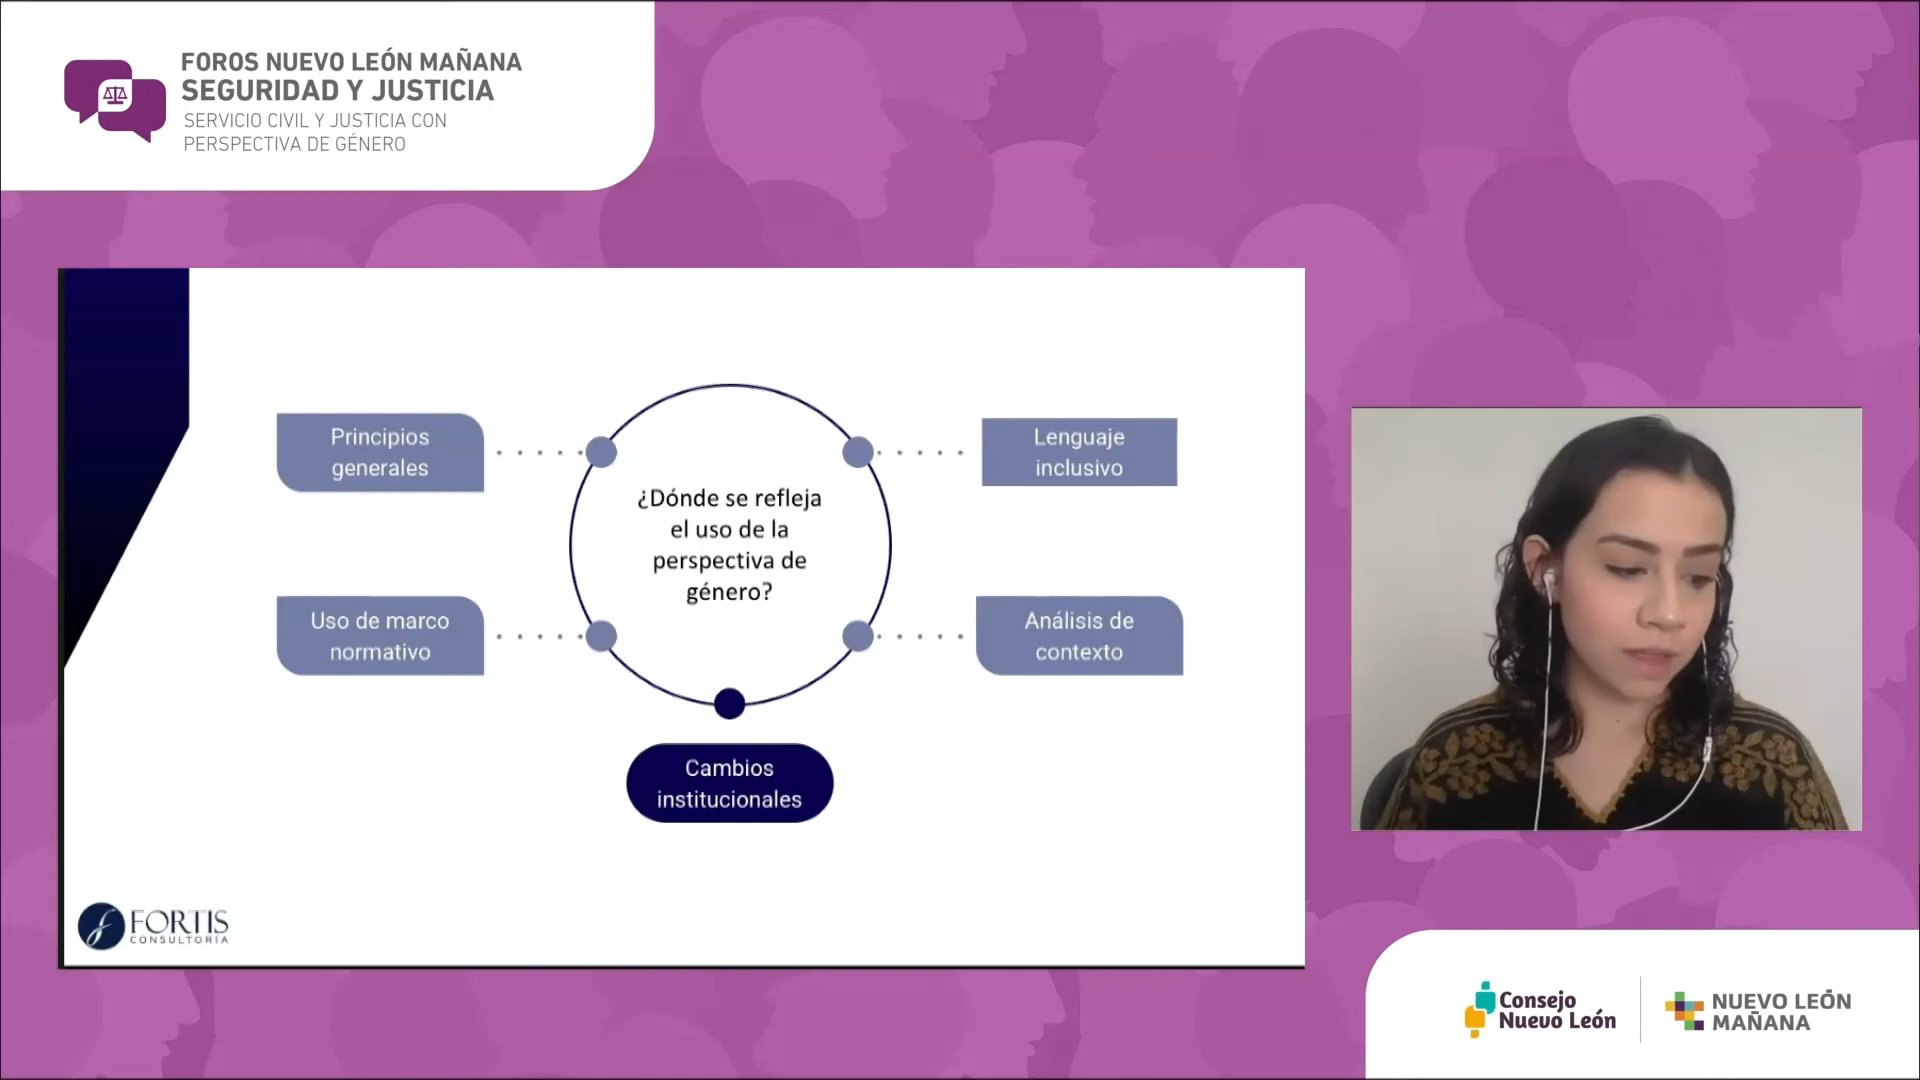 FOROS NUEVO LEÓN MAÑANA
SEGURIDAD Y JUSTICIA
SERVICIO CIVIL Y JUSTICIA CON
PERSPECTIVA DE GÉNERO
Principios
generales
Lenguaje
inclusivo
¿Dónde se refleja
el uso de la
perspectiva de
género?
Uso de marco
normativo
Análisis de
contexto
Cambios
institucionales
FORTIS
CONSULTORÍA
Consejo
Nuevo León
NUEVO LEÓN
MAÑANA